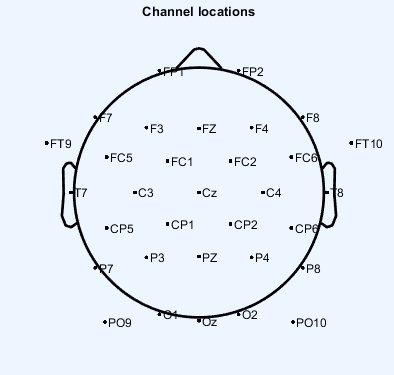 Channel locations
FP1 FP2
F7 F8
F3 FZ F4
FT9 FT10
FC5 FC1 FC2 FC6
T7 C3 Cz C4 T8
CP5 CP1 CP2 CP6
P3 PZ P4
P7 P8
O1 Oz O2
PO9 PO10